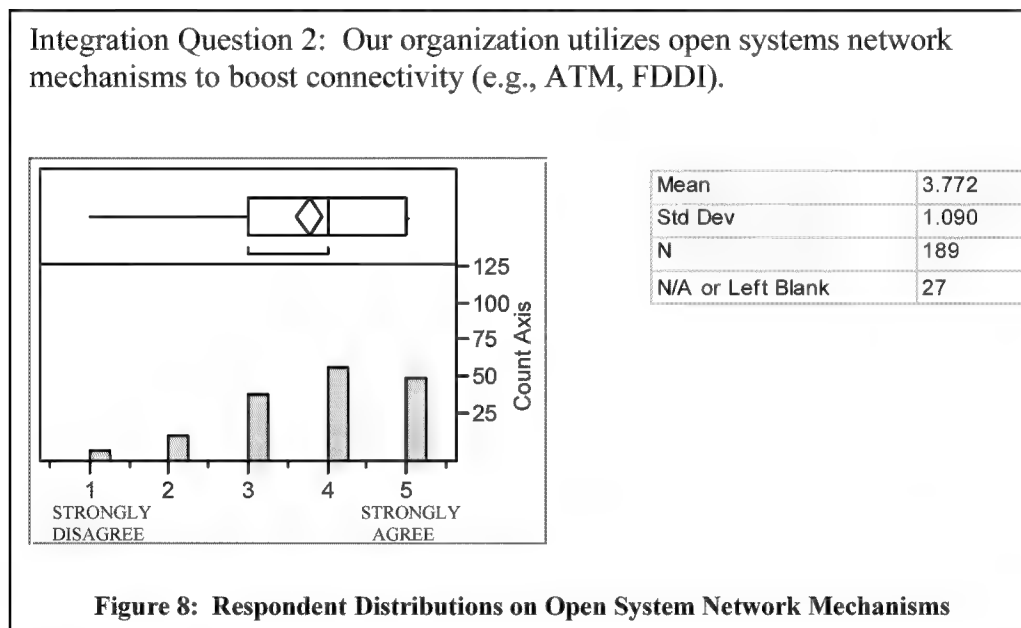 Integration Question 2: Our organization utilizes open systems network
mechanisms to boost connectivity (e.g., ATM, FDDI).
Mean 3.772
Std Dev 1.090
N 189
N/A or Left Blank 27
125
100
75
50
25
Count Axis
1 2 3 4 5
STRONGLY DISAGREE
STRONGLY AGREE
Figure 8: Respondent Distributions on Open System Network Mechanisms